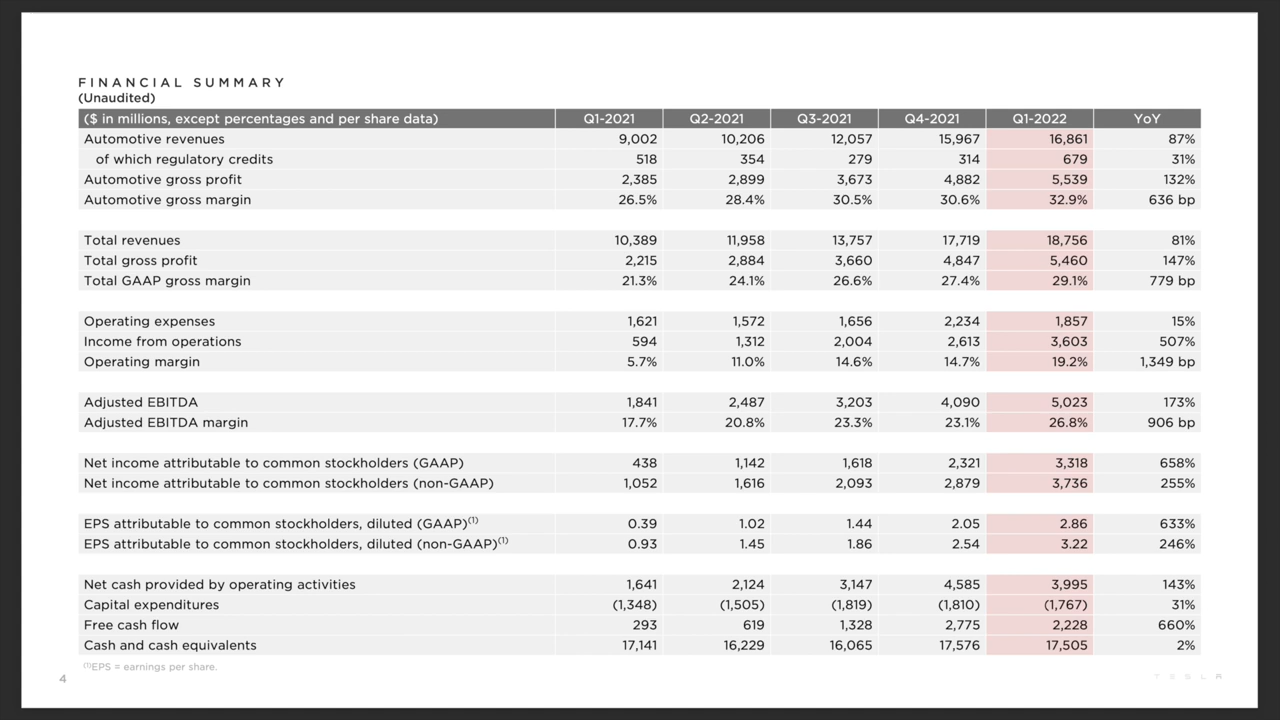 FINANCIAL SUMMARY
(Unaudited)
($ in millions, except percentages and per share data) Q1-2021 Q2-2021 Q3-2021 Q4-2021 Q1-2022 YoY
Automotive revenues 9,002 10,206 12,057 15,967 16,861 87%
of which regulatory credits 518 354 279 314 679 31%
Automotive gross profit 2,385 2,899 3,673 4,882 5,539 132%
Automotive gross margin 26.5% 28.4% 30.5% 30.6% 32.9% 636 bp
Total revenues 10,389 11,958 13,757 17,719 18,756 81%
Total gross profit 2,215 2,884 3,660 4,847 5,460 147%
Total GAAP gross margin 21.3% 24.1% 26.6% 27.4% 29.1% 779 bp
Operating expenses 1,621 1,572 1,656 2,234 1,857 15%
Income from operations 594 1,312 2,004 2,613 3,603 507%
Operating margin 5.7% 11.0% 14.6% 14.7% 19.2% 1,349 bp
Adjusted EBITDA 1,841 2,487 3,203 4,090 5,023 173%
Adjusted EBITDA margin 17.7% 20.8% 23.3% 23.1% 26.8% 906 bp
Net income attributable to common stockholders (GAAP) 438 1,142 1,618 2,321 3,318 658%
Net income attributable to common stockholders (non-GAAP) 1,052 1,616 2,093 2,879 3,736 255%
EPS attributable to common stockholders, diluted (GAAP)(1) 0.39 1.02 1.44 2.05 2.86 633%
EPS attributable to common stockholders, diluted (non-GAAP)(1) 0.93 1.45 1.86 2.54 3.22 246%
Net cash provided by operating activities 1,641 2,124 3,147 4,585 3,995 143%
Capital expenditures (1,348) (1,505) (1,819) (1,810) (1,767) 31%
Free cash flow 293 619 1,328 2,775 2,228 660%
Cash and cash equivalents 17,141 16,229 16,065 17,576 17,505 2%
(1)EPS = earnings per share.
4 TESLA